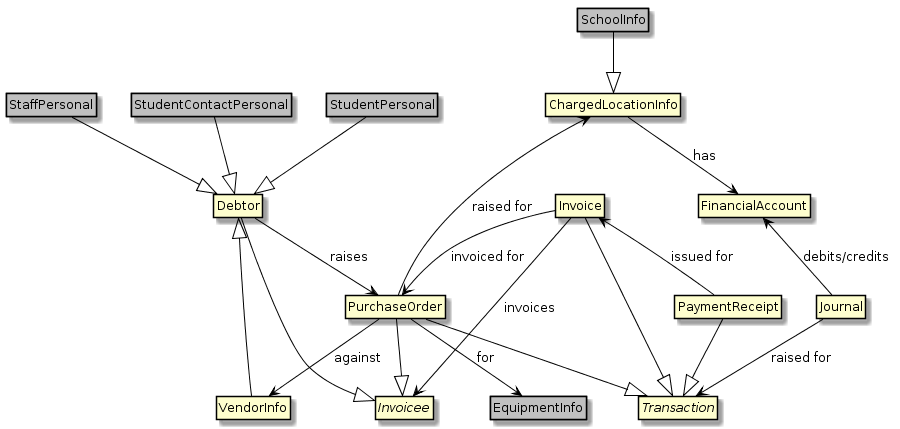 SchoolInfo
StaffPersonal
StudentContactPersonal
StudentPersonal
ChargedLocationInfo
has
Debtor
raised for
Invoice
FinancialAccount
raises
invoiced for
issued for
debits/credits
PurchaseOrder
invoices
PaymentReceipt
Journal
against
for
raised for
VendorInfo
Invoicee
EquipmentInfo
Transaction